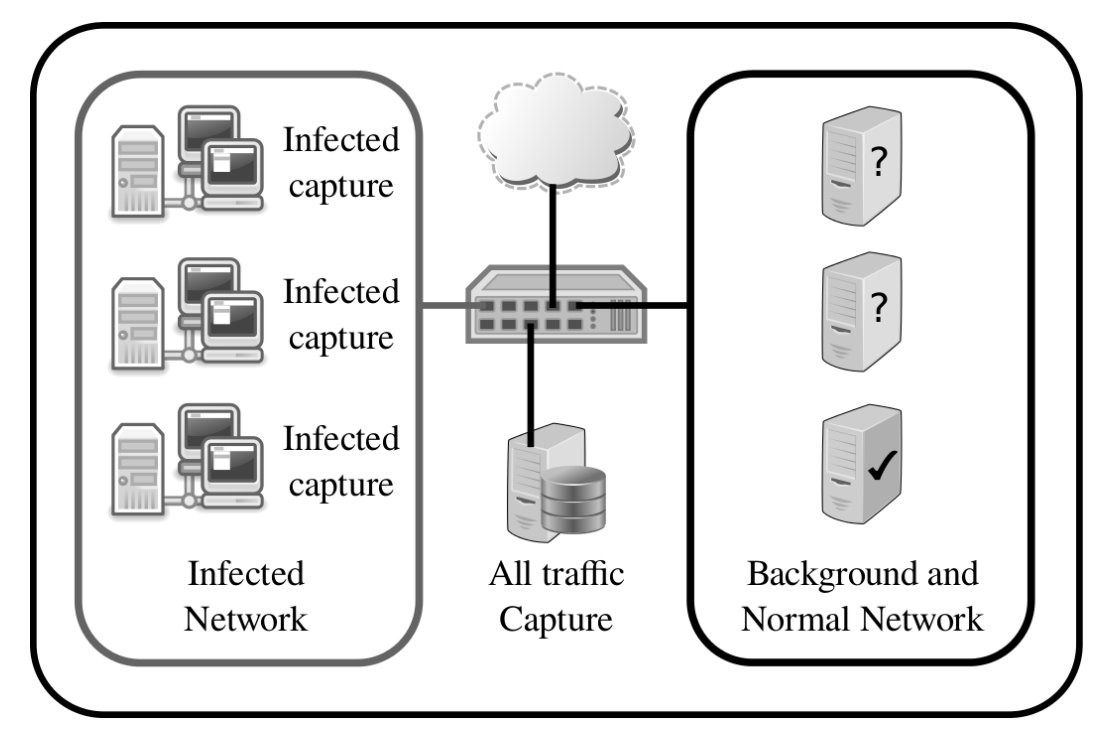 Infected
capture
Infected
capture
Infected
capture
Infected
Network
All traffic
Capture
?
?
Background and
Normal Network